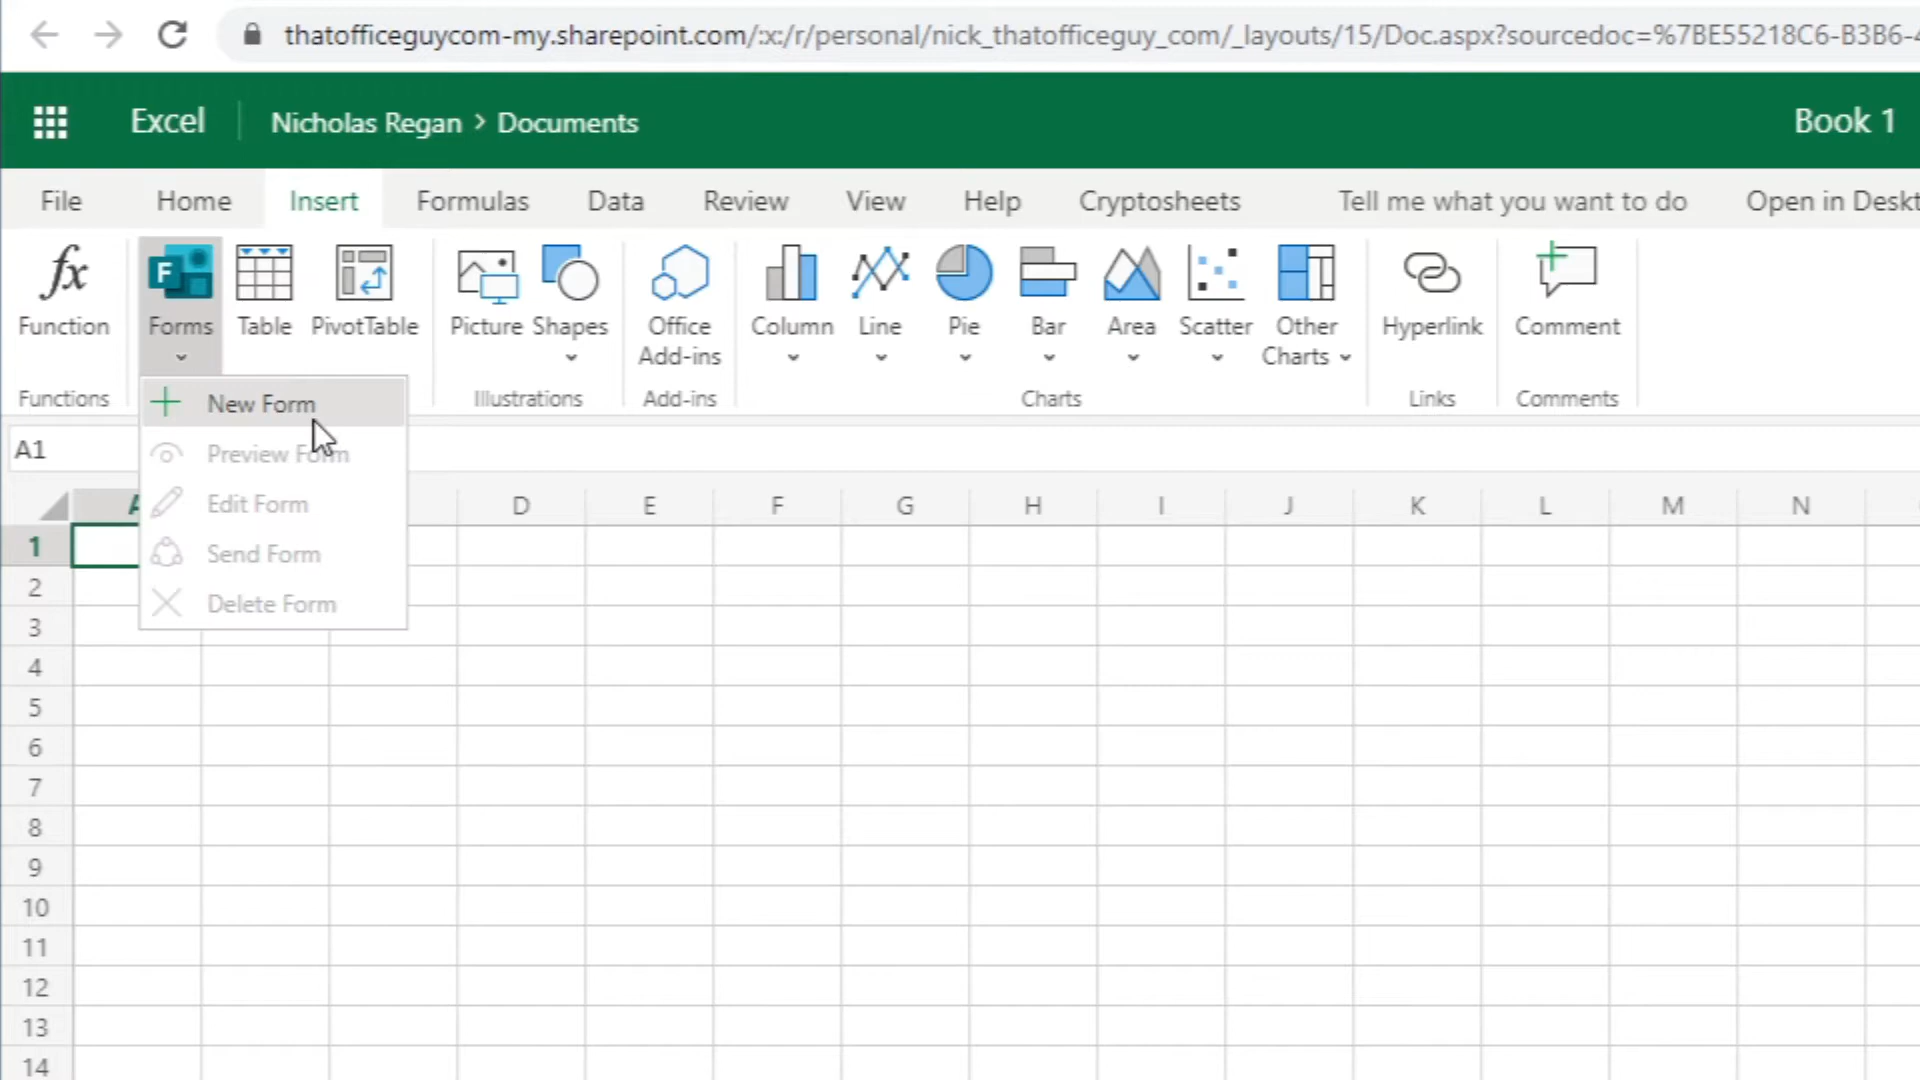 thatofficeguycom-my.sharepoint.com/:x:/r/personal/nick_thatofficeguy_com/_layouts/15/Doc.aspx?sourcedoc=%7BE55218C6-B3B6-
Excel Nicholas Regan > Documents Book 1
File Home Insert Formulas Data Review View Help Cryptosheets Tell me what you want to do Open in Deskt
fx F
Function Forms Table PivotTable Picture Shapes Office Add-ins Column Line Pie Bar Area Scatter Other Charts Hyperlink Comment
Functions Illustrations Add-ins Charts Links Comments
New Form
A1
Preview Form
A D E F G H I J K L M N
Edit Form
1
Send Form
2
Delete Form
3
4
5
6
7
8
9
10
11
12
13
14